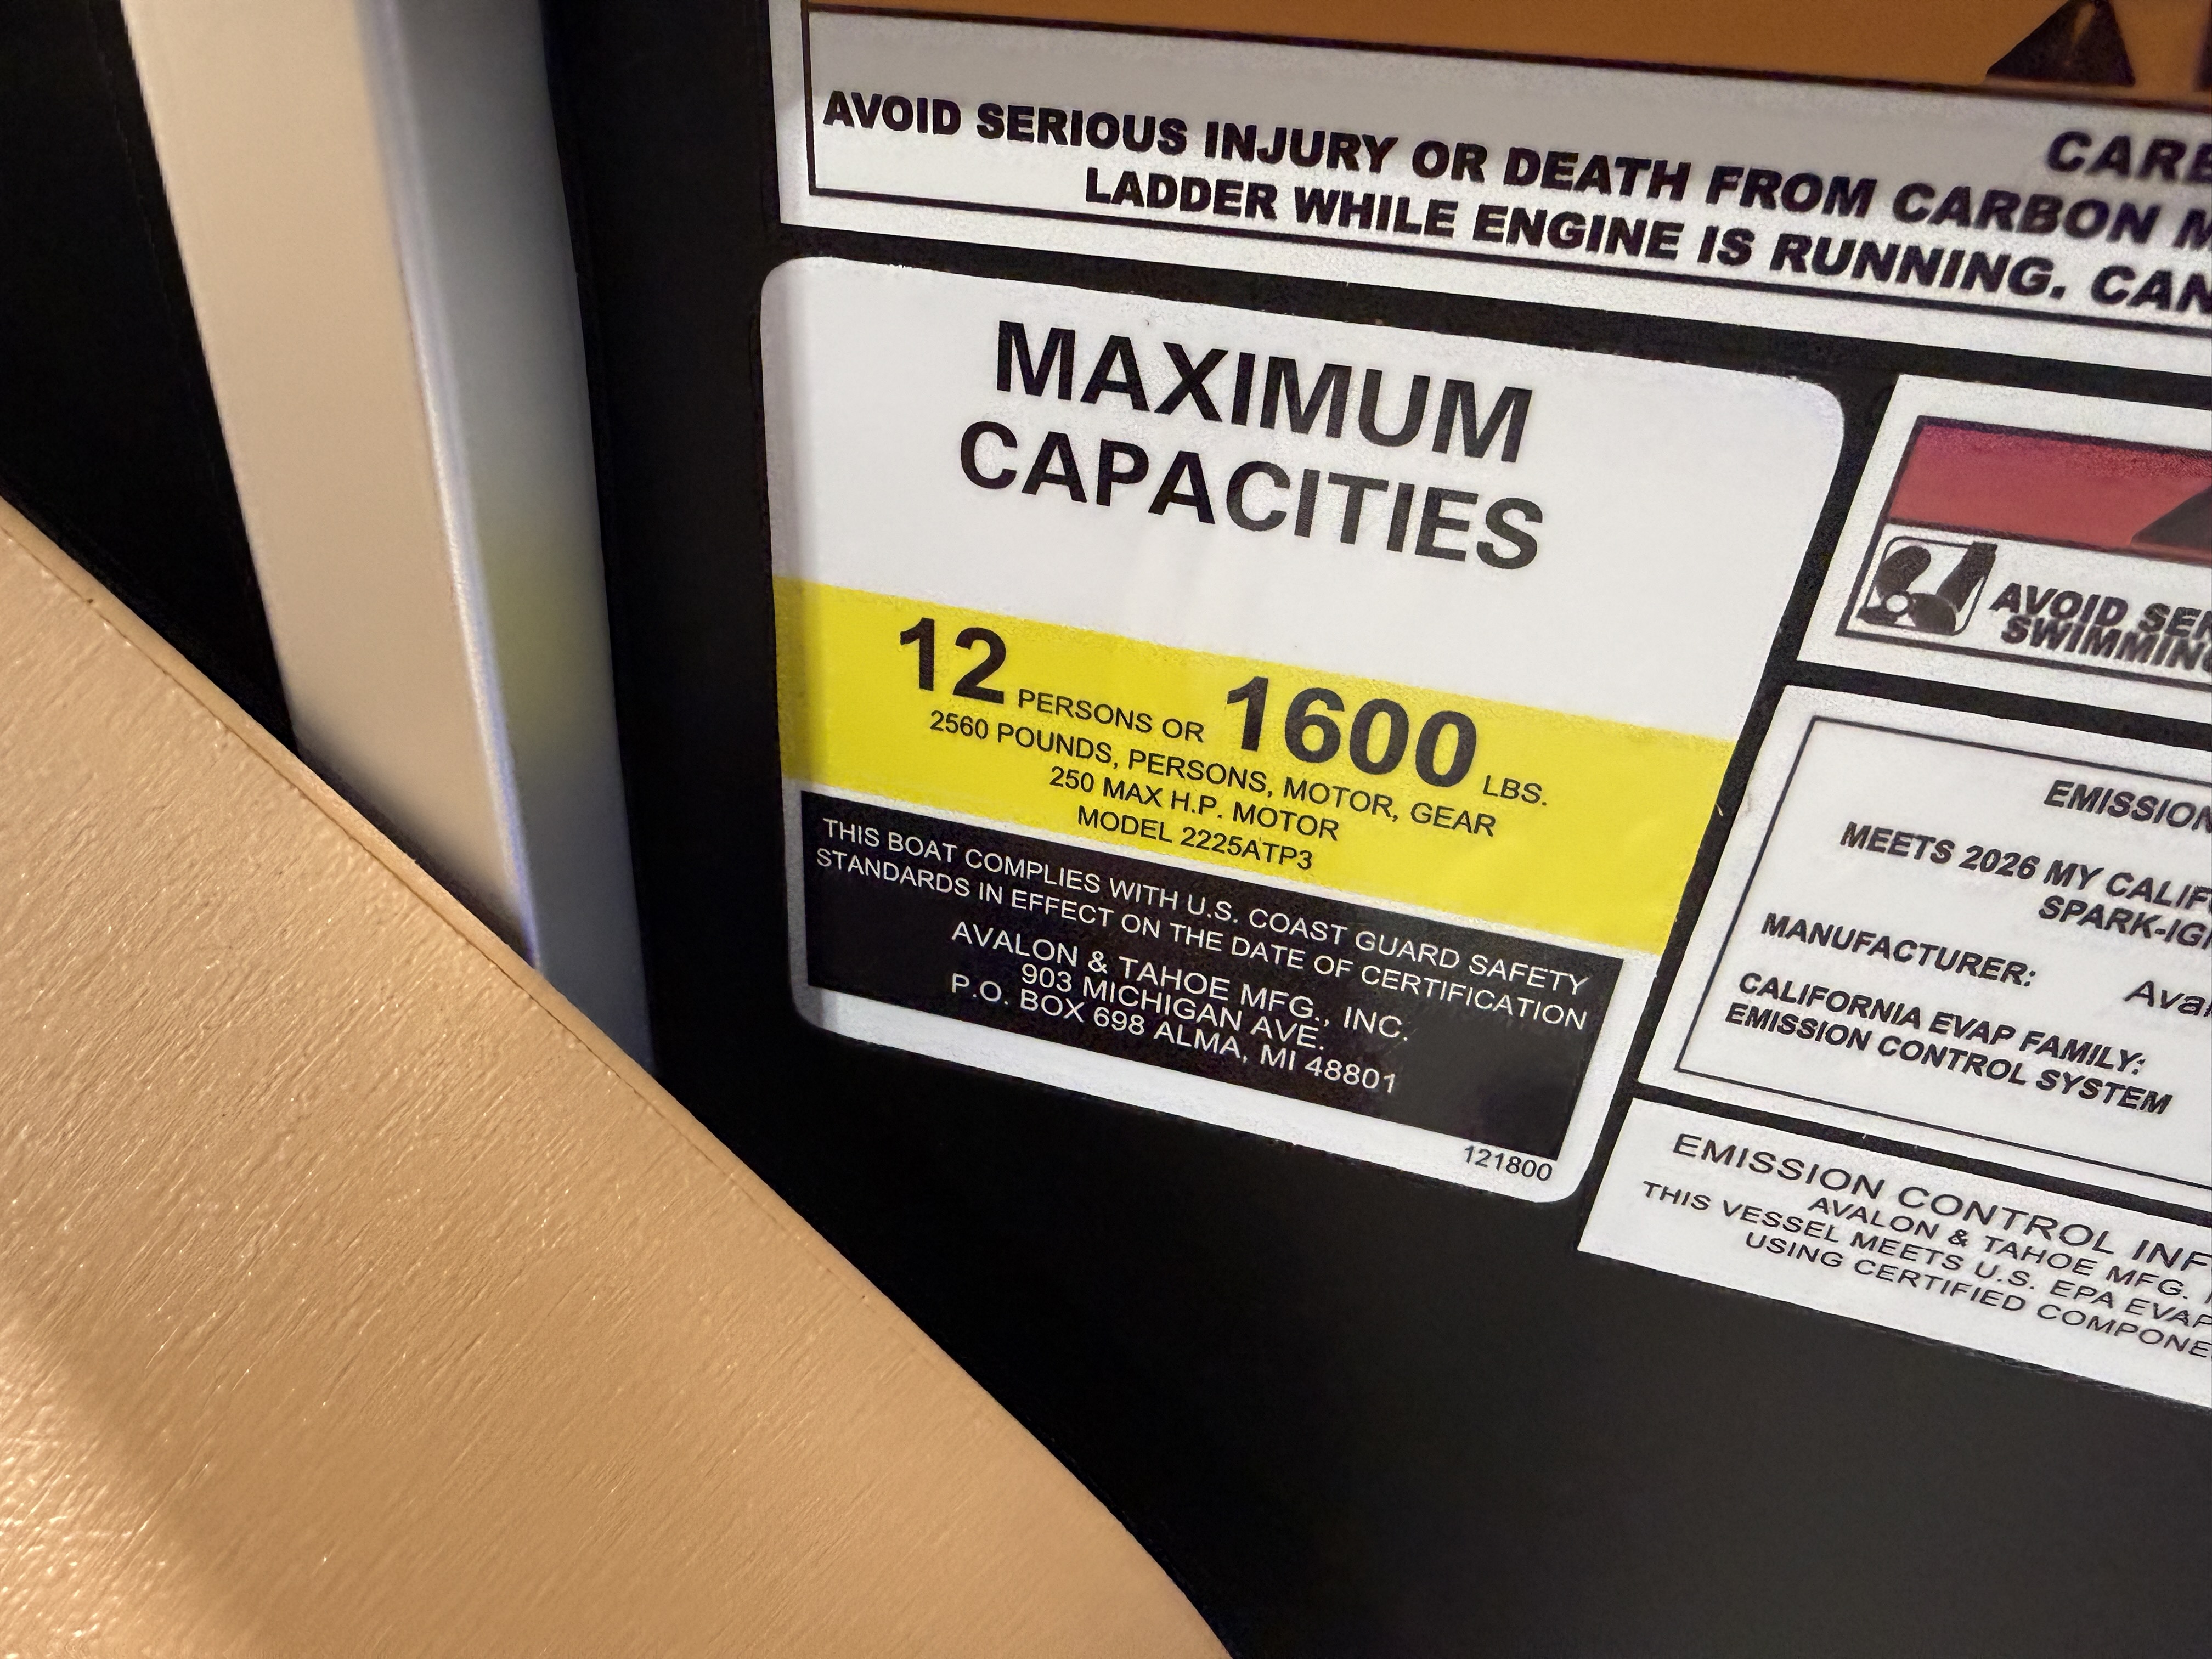 AVOID SERIOUS INJURY OR DEATH FROM CARBON
LADDER WHILE ENGINE IS RUNNING.
MAXIMUM
CAPACITIES
12 PERSONS OR 1600 LBS.
2560 POUNDS, PERSONS, MOTOR, GEAR
250 MAX H.P. MOTOR
MODEL 2225ATP3
THIS BOAT COMPLIES WITH U.S. COAST GUARD SAFETY
STANDARDS IN EFFECT ON THE DATE OF CERTIFICATION
AVALON & TAHOE MFG., INC.
903 MICHIGAN AVE.
P.O. BOX 698 ALMA, MI 48801
121800
AVOID
SWIMMING
EMISSION
MEETS 2026 MY
MANUFACTURER:
CALIFORNIA EVAP FAMILY:
EMISSION CONTROL SYSTEM
EMISSION CONTROL
AVALON & TAHOE MFG.
THIS VESSEL MEETS U.S. EPA
USING CERTIFIED